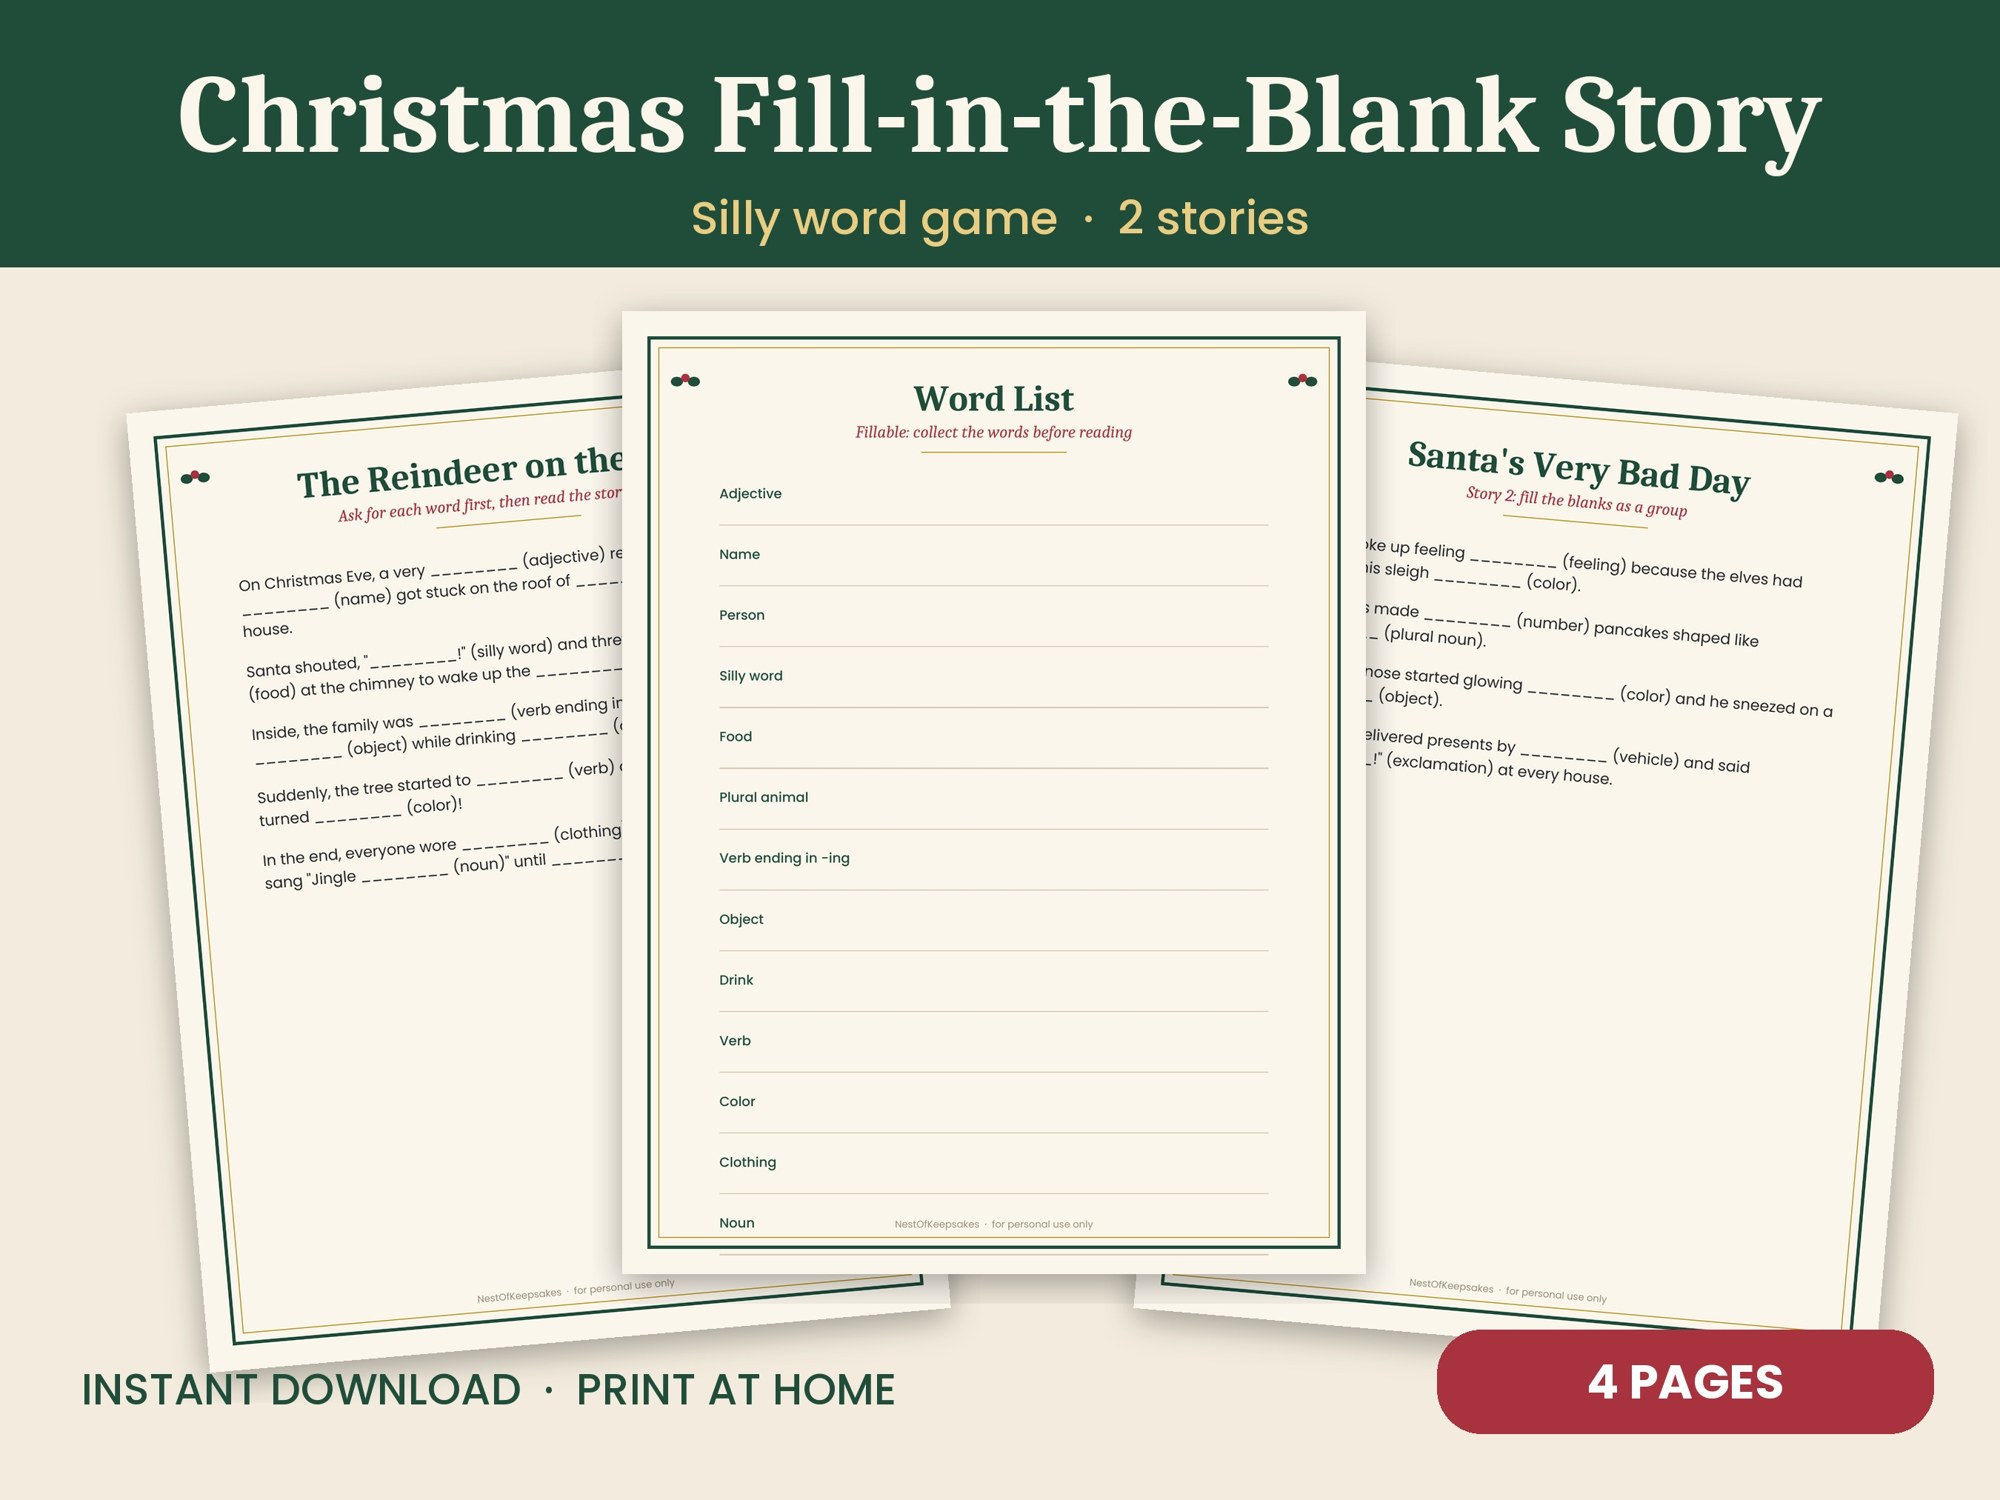 Christmas Fill-in-the-Blank Story
Silly word game · 2 stories
The Reindeer on the
Ask for each word first, then read the stor
On Christmas Eve, a very ________ (adjective) re
________ (name) got stuck on the roof of ____
house.
Santa shouted, "________!" (silly word) and thre
(food) at the chimney to wake up the ________
Inside, the family was ________ (verb ending in
________ (object) while drinking ________ (
Suddenly, the tree started to ________ (verb)
turned ________ (color)!
In the end, everyone wore ________ (clothing
sang "Jingle ________ (noun)" until _______
NestOfKeepsakes · for personal use only
Word List
Fillable: collect the words before reading
Adjective
Name
Person
Silly word
Food
Plural animal
Verb ending in -ing
Object
Drink
Verb
Color
Clothing
Noun
NestOfKeepsakes · for personal use only
Santa's Very Bad Day
Story 2: fill the blanks as a group
oke up feeling ________ (feeling) because the elves had
his sleigh ________ (color).
s made ________ (number) pancakes shaped like
_ (plural noun).
nose started glowing ________ (color) and he sneezed on a
_ (object).
elivered presents by ________ (vehicle) and said
_!" (exclamation) at every house.
NestOfKeepsakes · for personal use only
INSTANT DOWNLOAD · PRINT AT HOME
4 PAGES